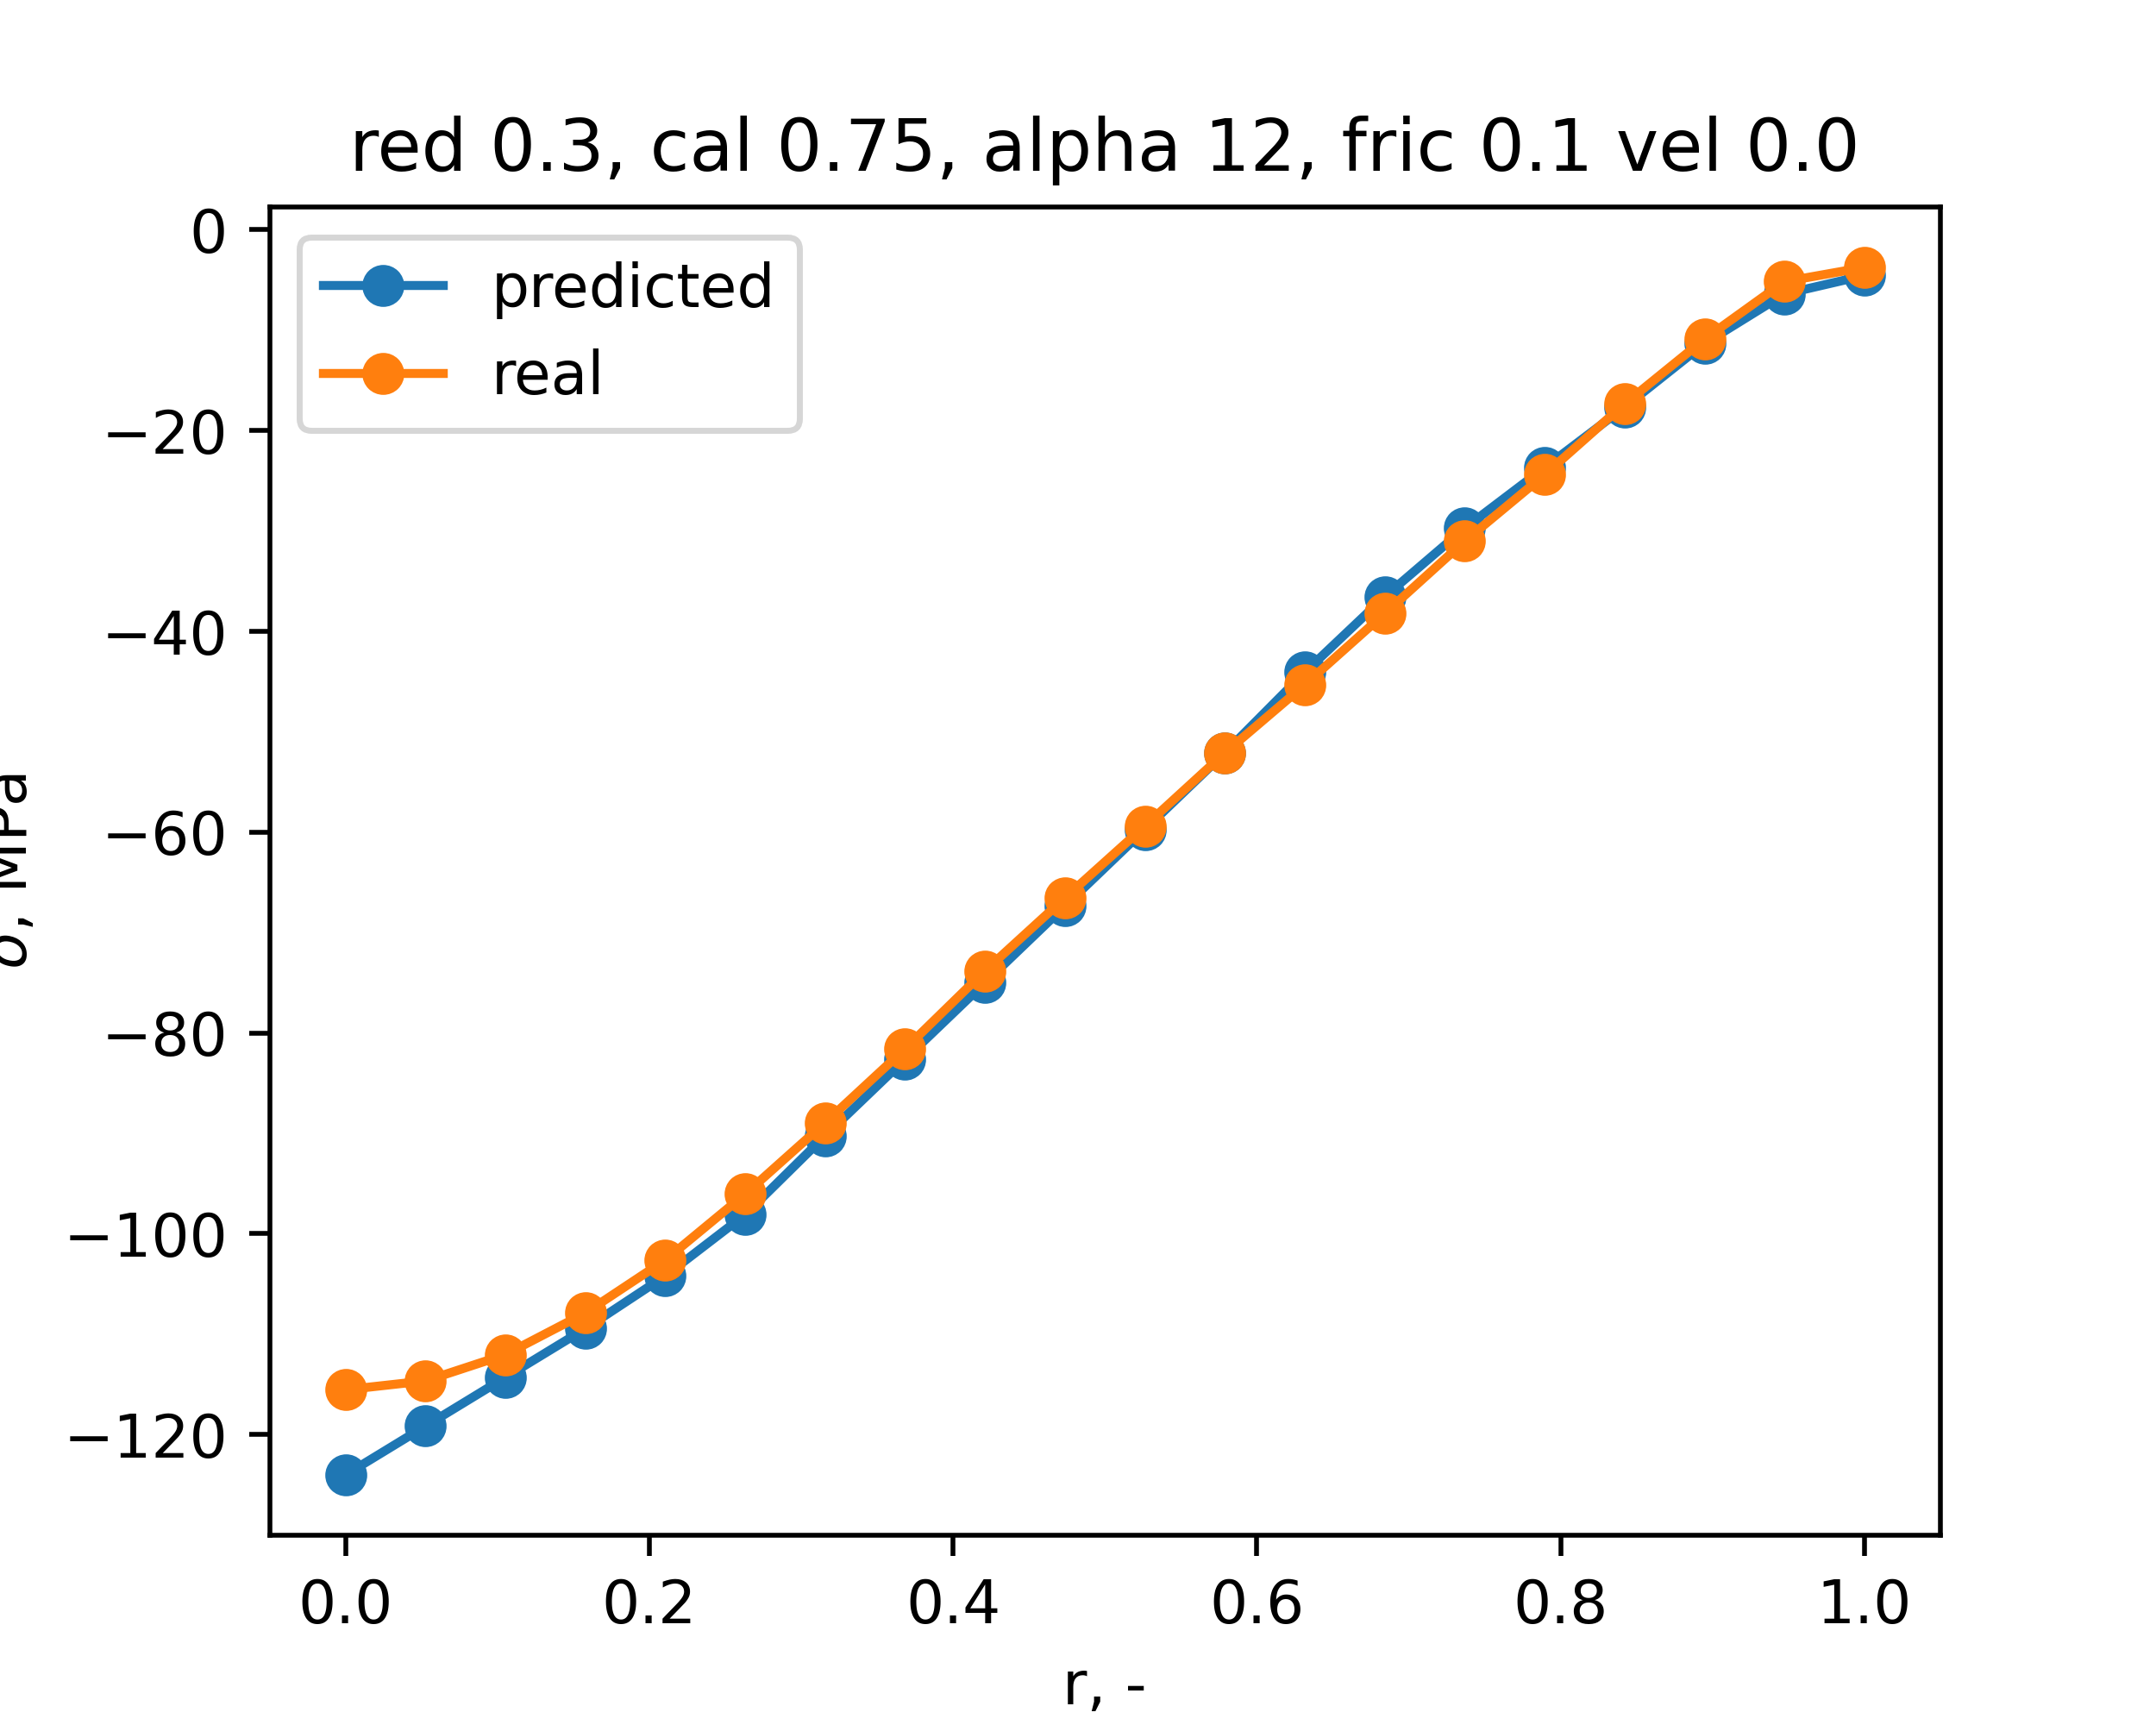 red 0.3, cal 0.75, alpha 12, fric 0.1 vel 0.0
predicted
real
0
−20
−40
−60
−80
−100
−120
σ, MPa
0.0 0.2 0.4 0.6 0.8 1.0
r, -